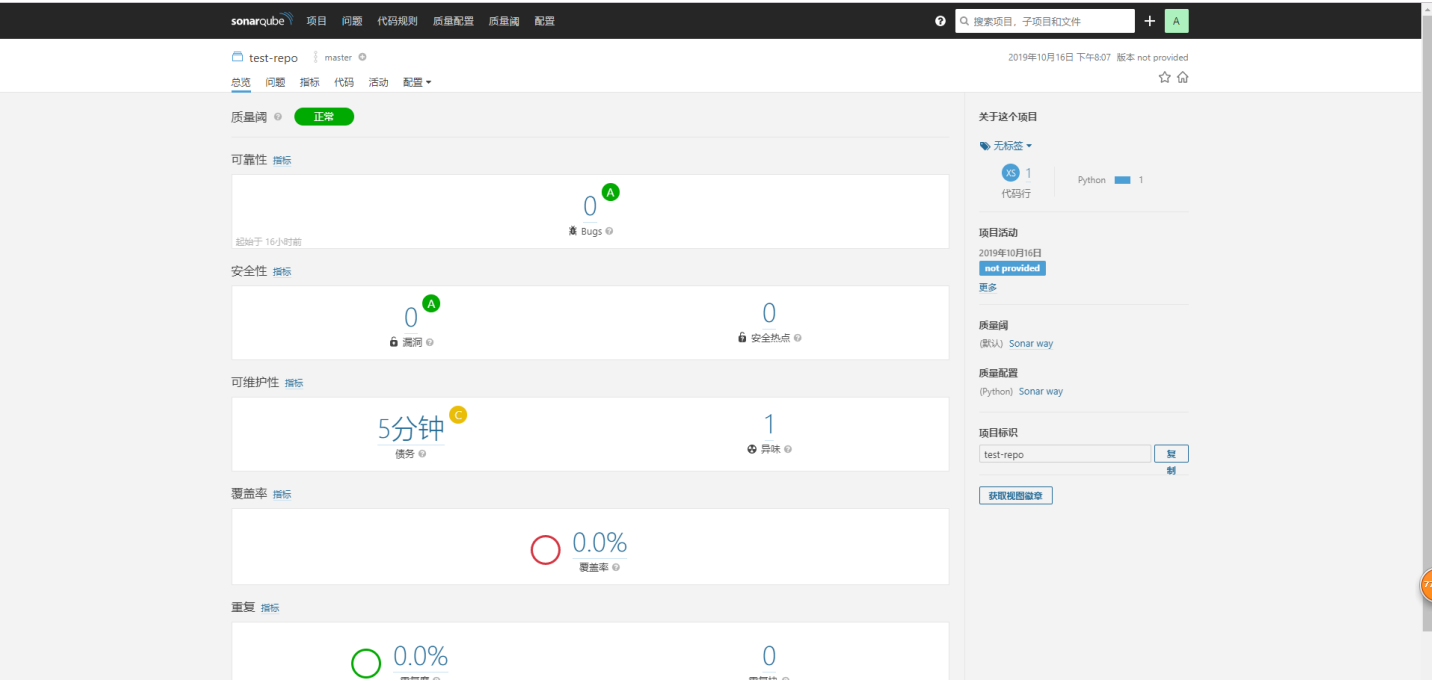 sonarqube 项目 问题 代码规则 质量配置 质量阈 配置 搜索项目, 子项目和文件 A
test-repo master 2019年10月16日 下午8:07 版本 not provided
总览 问题 指标 代码 活动 配置
质量阈 正常
可靠性 指标
0 A
Bugs
起始于 16小时前
安全性 指标
0 A
漏洞
0
安全热点
可维护性 指标
5分钟 C
债务
1
异味
覆盖率 指标
0.0%
覆盖率
重复 指标
0.0%
0
关于这个项目
无标签
XS 1
代码行
Python 1
项目活动
2019年10月16日
not provided
更多
质量阈
(默认) Sonar way
质量配置
(Python) Sonar way
项目标识
test-repo 复
制
获取视图徽章
77